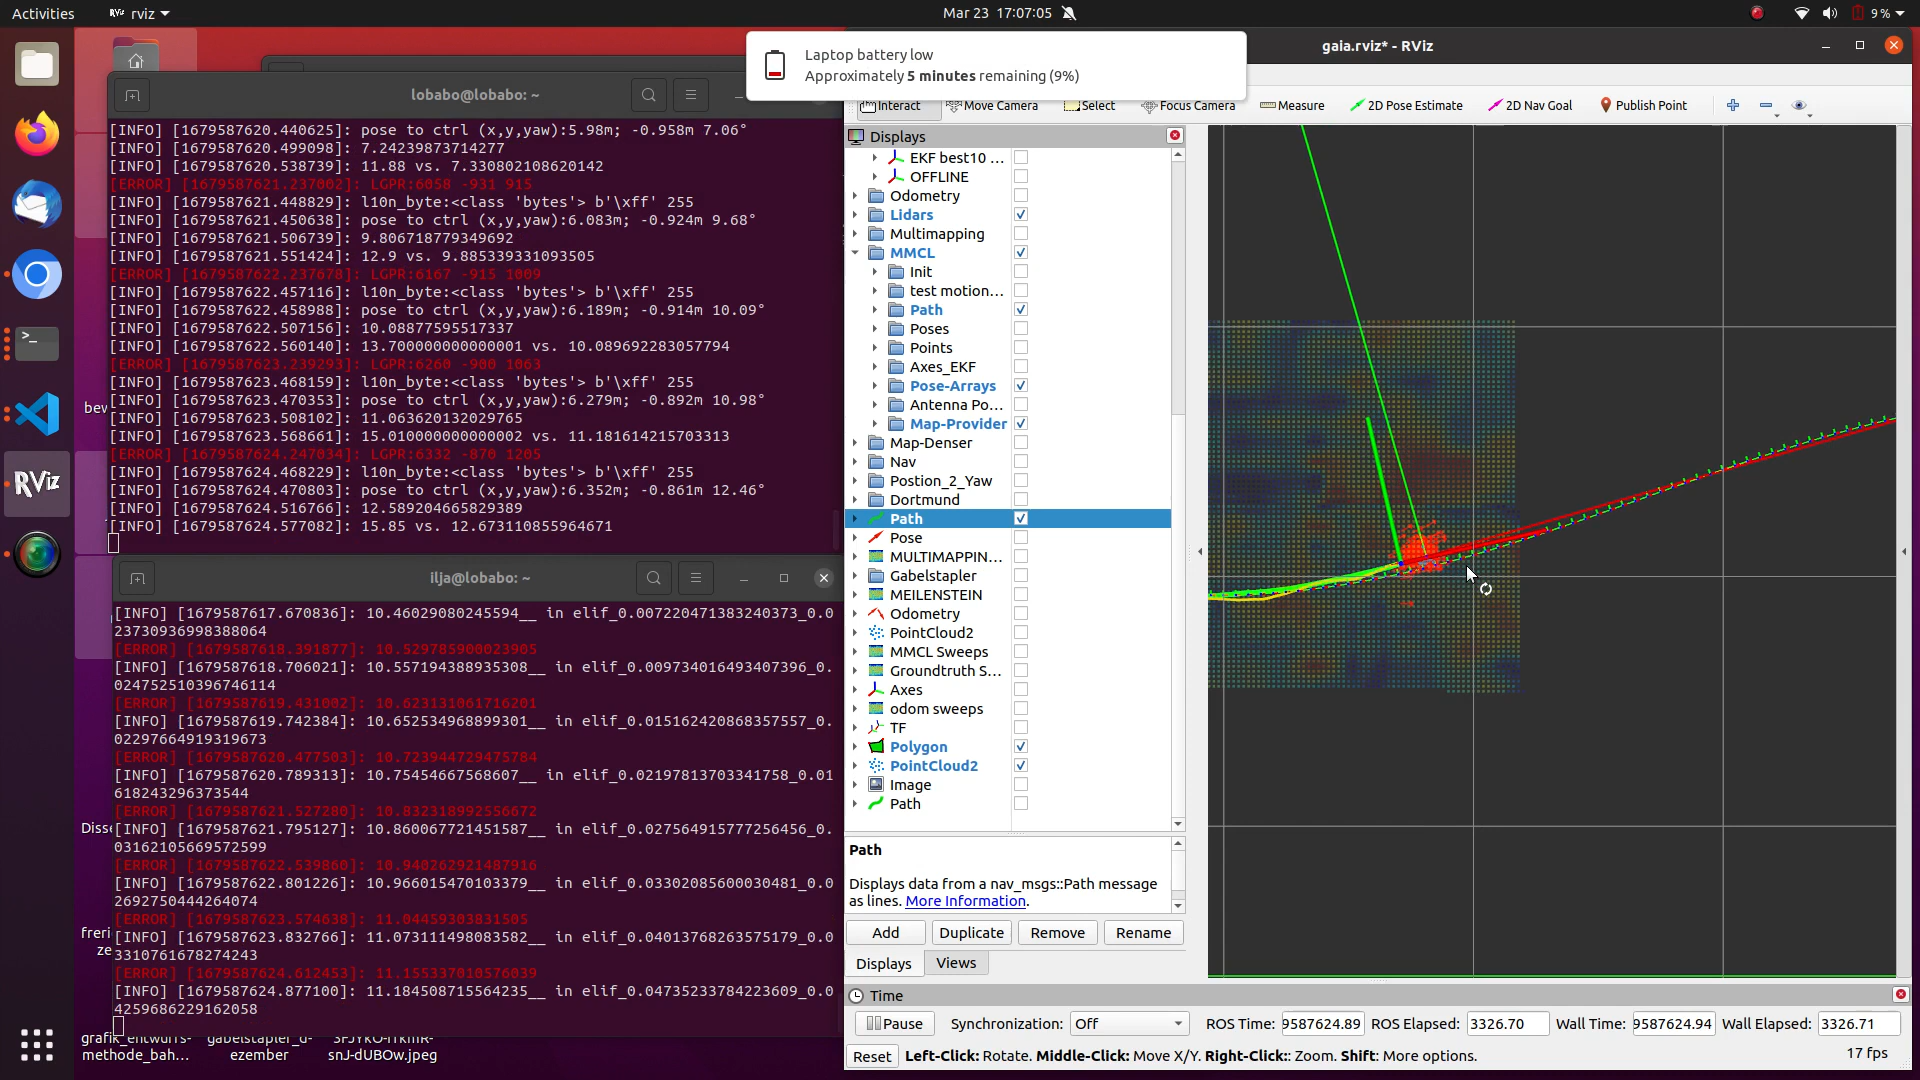 Activities
rviz
Mar 23 17:07:05
9 %
Laptop battery low
Approximately 5 minutes remaining (9%)
gaia.rviz* - RViz
lobabo@lobabo: ~
[INFO] [1679587620.440625]: pose to ctrl (x,y,yaw):5.98m; -0.958m 7.06°
[INFO] [1679587620.499098]: 7.24239873714277
[INFO] [1679587620.538739]: 11.88 vs. 7.330802108620142
[ERROR] [1679587621.237002]: LGPR:6058 -931 915
[INFO] [1679587621.448829]: l10n_byte:<class 'bytes'> b'\xff' 255
[INFO] [1679587621.450638]: pose to ctrl (x,y,yaw):6.083m; -0.924m 9.68°
[INFO] [1679587621.506739]: 9.806718779349692
[INFO] [1679587621.551424]: 12.9 vs. 9.885339331093505
[ERROR] [1679587622.237678]: LGPR:6167 -915 1009
[INFO] [1679587622.457116]: l10n_byte:<class 'bytes'> b'\xff' 255
[INFO] [1679587622.458988]: pose to ctrl (x,y,yaw):6.189m; -0.914m 10.09°
[INFO] [1679587622.507156]: 10.08877595517337
[INFO] [1679587622.560140]: 13.700000000000001 vs. 10.089692283057794
[ERROR] [1679587623.239293]: LGPR:6260 -900 1063
[INFO] [1679587623.468159]: l10n_byte:<class 'bytes'> b'\xff' 255
[INFO] [1679587623.470353]: pose to ctrl (x,y,yaw):6.279m; -0.892m 10.98°
[INFO] [1679587623.508102]: 11.063620132029765
[INFO] [1679587623.568661]: 15.010000000000002 vs. 11.181614215703313
[ERROR] [1679587624.247034]: LGPR:6332 -870 1205
[INFO] [1679587624.468229]: l10n_byte:<class 'bytes'> b'\xff' 255
[INFO] [1679587624.470803]: pose to ctrl (x,y,yaw):6.352m; -0.861m 12.46°
[INFO] [1679587624.516766]: 12.589204665829389
[INFO] [1679587624.577082]: 15.85 vs. 12.673110855964671
ilja@lobabo: ~
[INFO] [1679587617.670836]: 10.46029080245594__ in elif_0.007220471383240373_0.0
23730936998388064
[ERROR] [1679587618.391877]: 10.529785900023905
[INFO] [1679587618.706021]: 10.557194388935308__ in elif_0.009734016493407396_0.
024752510396746114
[ERROR] [1679587619.431002]: 10.623131061716201
[INFO] [1679587619.742384]: 10.652534968899301__ in elif_0.015162420868357557_0.
02297664919319673
[ERROR] [1679587620.477503]: 10.723944729475784
[INFO] [1679587620.789313]: 10.75454667568607__ in elif_0.02197813703341758_0.01
618243296373544
[ERROR] [1679587621.527280]: 10.832318992556672
[INFO] [1679587621.795127]: 10.860067721451587__ in elif_0.027564915777256456_0.
03162105669572599
[ERROR] [1679587622.539860]: 10.940262921487916
[INFO] [1679587622.801226]: 10.966015470103379__ in elif_0.03302085600030481_0.0
2692750444264074
[ERROR] [1679587623.574638]: 11.04459303831505
[INFO] [1679587623.832766]: 11.073111498083582__ in elif_0.04013768263575179_0.0
3310761678274243
[ERROR] [1679587624.612453]: 11.155337010576039
[INFO] [1679587624.877100]: 11.184508715564235__ in elif_0.04735233784223609_0.0
4259686229162058
bew
Disse
freri
ze
grafik_entwurfs-
methode_bah...
gabelstapler_d-
ezember
snJ-dUBOw.jpeg
RViz
Interact
Move Camera
Select
Focus Camera
Measure
2D Pose Estimate
2D Nav Goal
Publish Point
Displays
EKF best10 ...
OFFLINE
Odometry
Lidars
Multimapping
MMCL
Init
test motion...
Path
Poses
Points
Axes_EKF
Pose-Arrays
Antenna Po...
Map-Provider
Map-Denser
Nav
Postion_2_Yaw
Dortmund
Path
Pose
MULTIMAPPIN...
Gabelstapler
MEILENSTEIN
Odometry
PointCloud2
MMCL Sweeps
Groundtruth S...
Axes
odom sweeps
TF
Polygon
PointCloud2
Image
Path
Path
Displays data from a nav_msgs::Path message
as lines. More Information.
Add
Duplicate
Remove
Rename
Displays
Views
Time
Pause
Synchronization:
Off
ROS Time:
9587624.89
ROS Elapsed:
3326.70
Wall Time:
9587624.94
Wall Elapsed:
3326.71
Reset
Left-Click: Rotate. Middle-Click: Move X/Y. Right-Click:: Zoom. Shift: More options.
17 fps